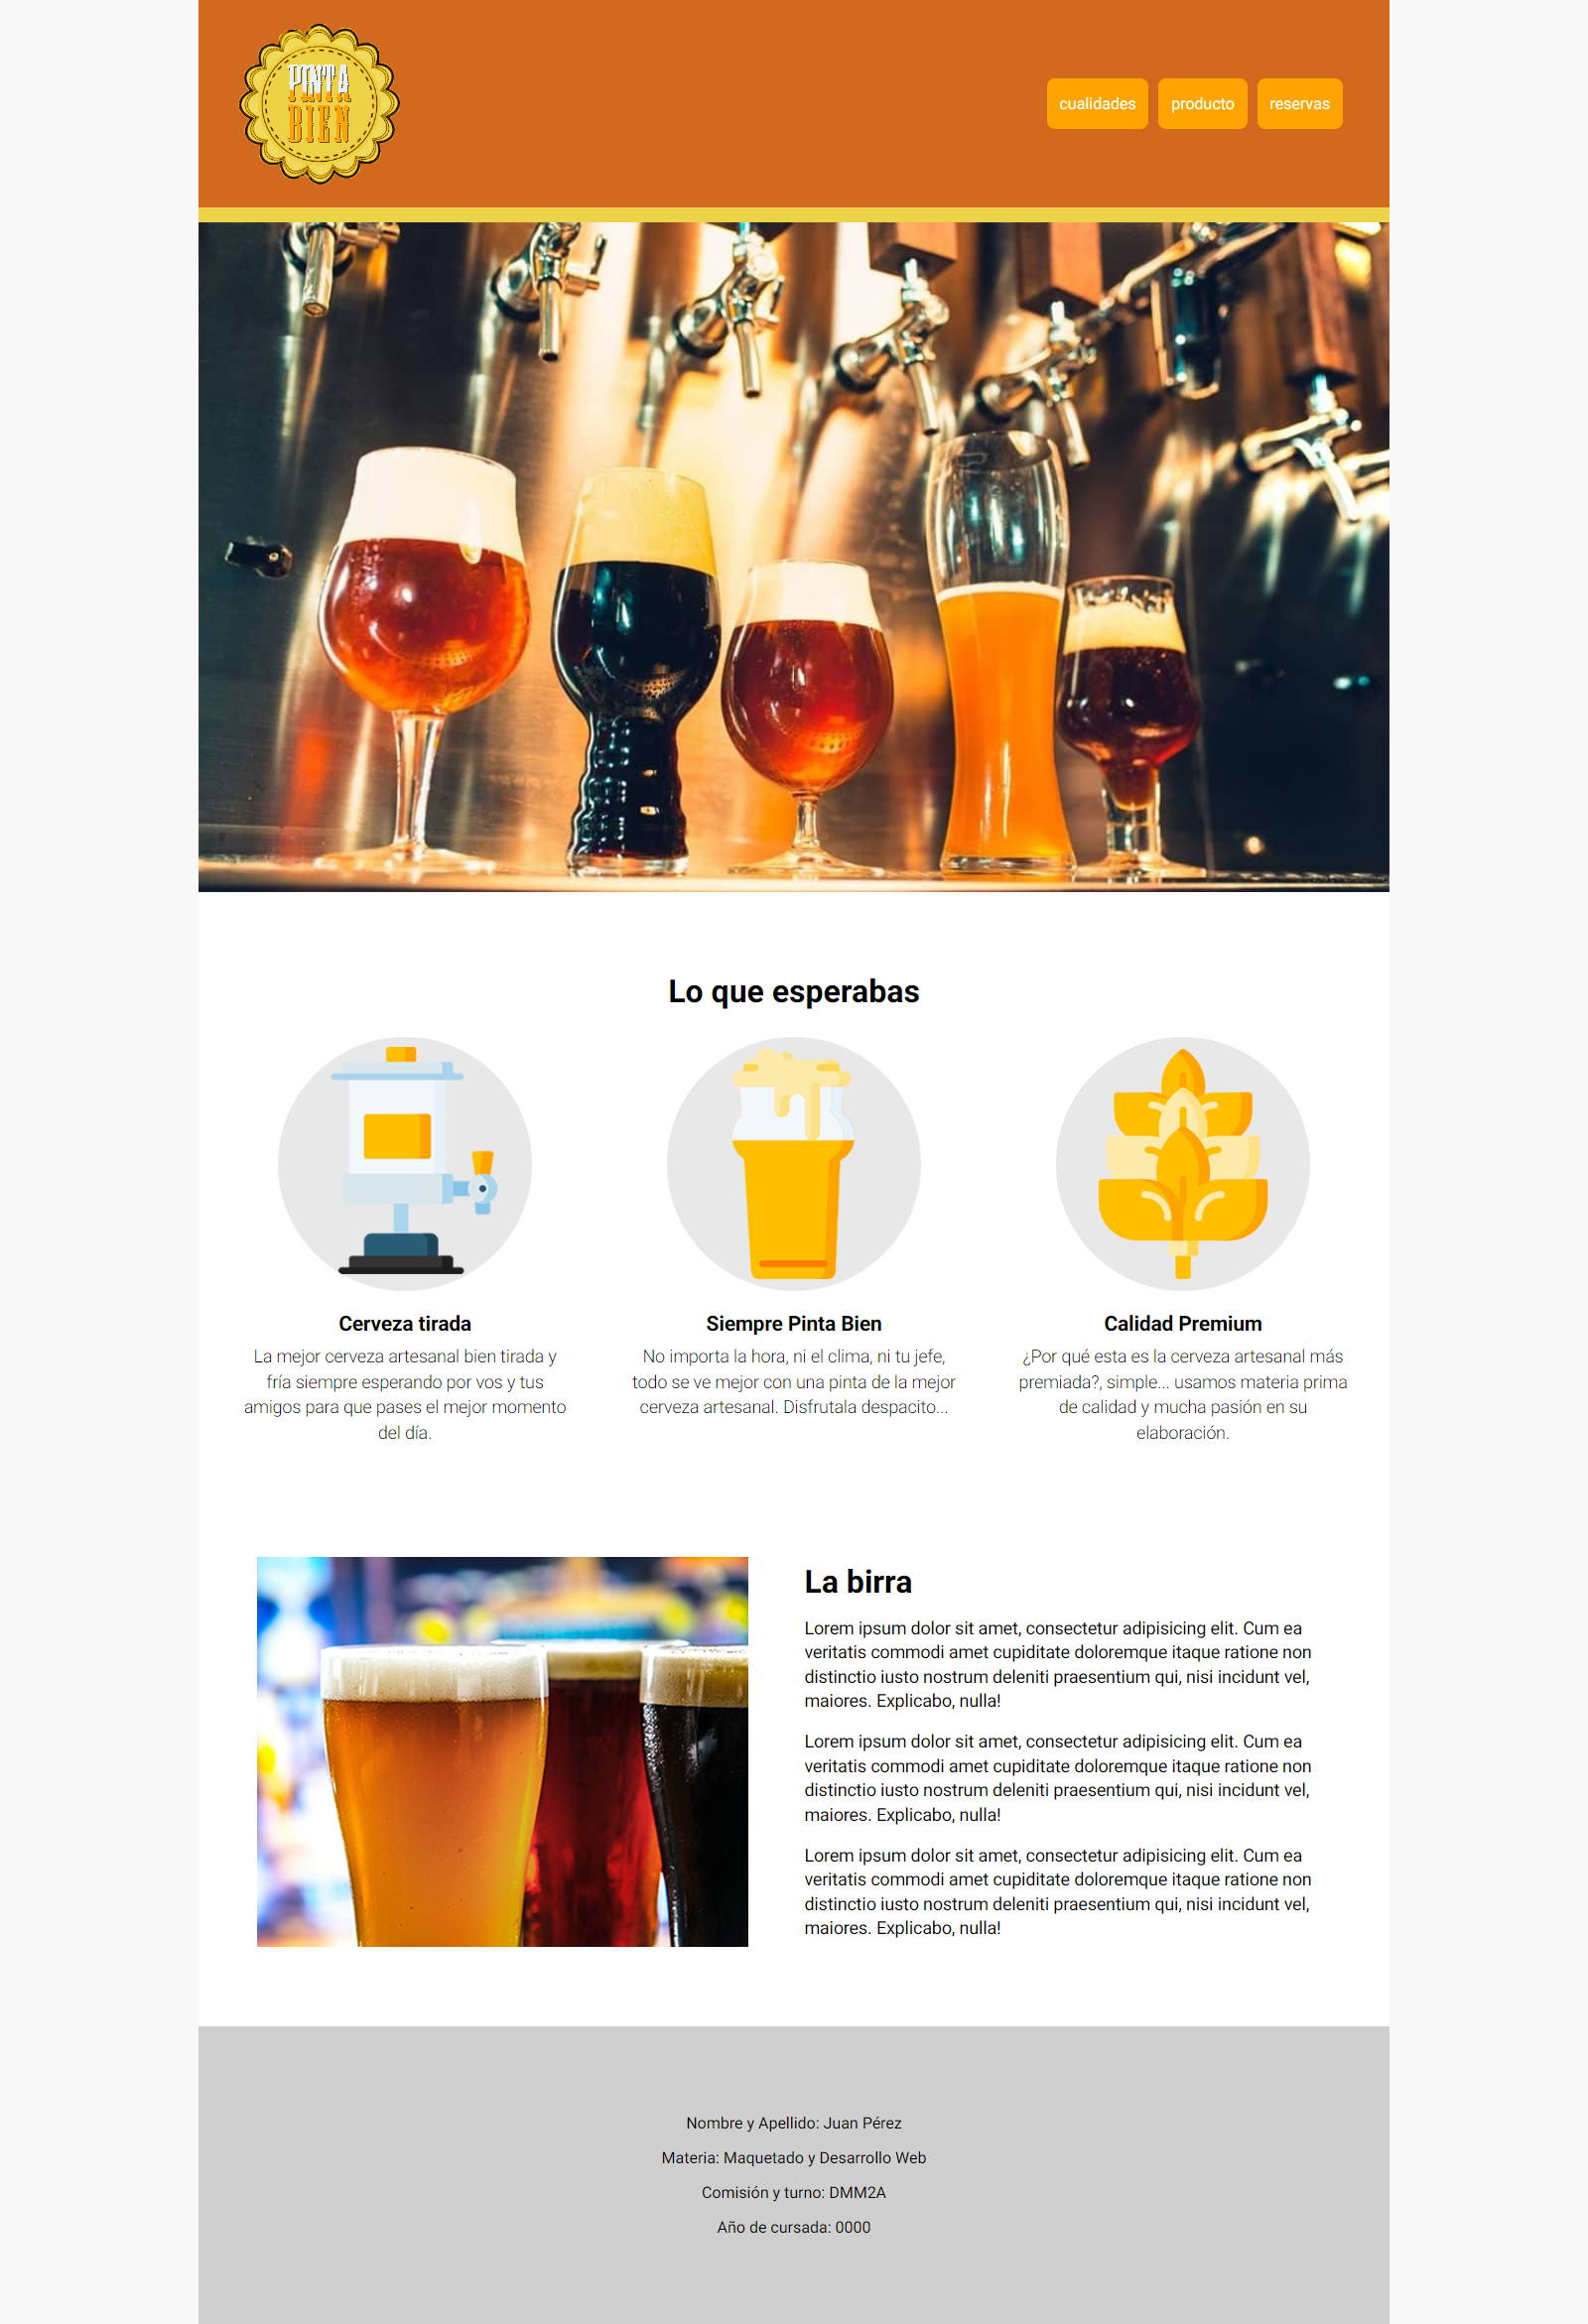 PINTA
BIEN
cualidades producto reservas
Lo que esperabas
Cerveza tirada
La mejor cerveza artesanal bien tirada y
fría siempre esperando por vos y tus
amigos para que pases el mejor momento
del día.
Siempre Pinta Bien
No importa la hora, ni el clima, ni tu jefe,
todo se ve mejor con una pinta de la mejor
cerveza artesanal. Disfrutala despacito...
Calidad Premium
¿Por qué esta es la cerveza artesanal más
premiada?, simple... usamos materia prima
de calidad y mucha pasión en su
elaboración.
La birra
Lorem ipsum dolor sit amet, consectetur adipisicing elit. Cum ea
veritatis commodi amet cupiditate doloremque itaque ratione non
distinctio iusto nostrum deleniti praesentium qui, nisi incidunt vel,
maiores. Explicabo, nulla!
Lorem ipsum dolor sit amet, consectetur adipisicing elit. Cum ea
veritatis commodi amet cupiditate doloremque itaque ratione non
distinctio iusto nostrum deleniti praesentium qui, nisi incidunt vel,
maiores. Explicabo, nulla!
Lorem ipsum dolor sit amet, consectetur adipisicing elit. Cum ea
veritatis commodi amet cupiditate doloremque itaque ratione non
distinctio iusto nostrum deleniti praesentium qui, nisi incidunt vel,
maiores. Explicabo, nulla!
Nombre y Apellido: Juan Pérez
Materia: Maquetado y Desarrollo Web
Comisión y turno: DMM2A
Año de cursada: 0000